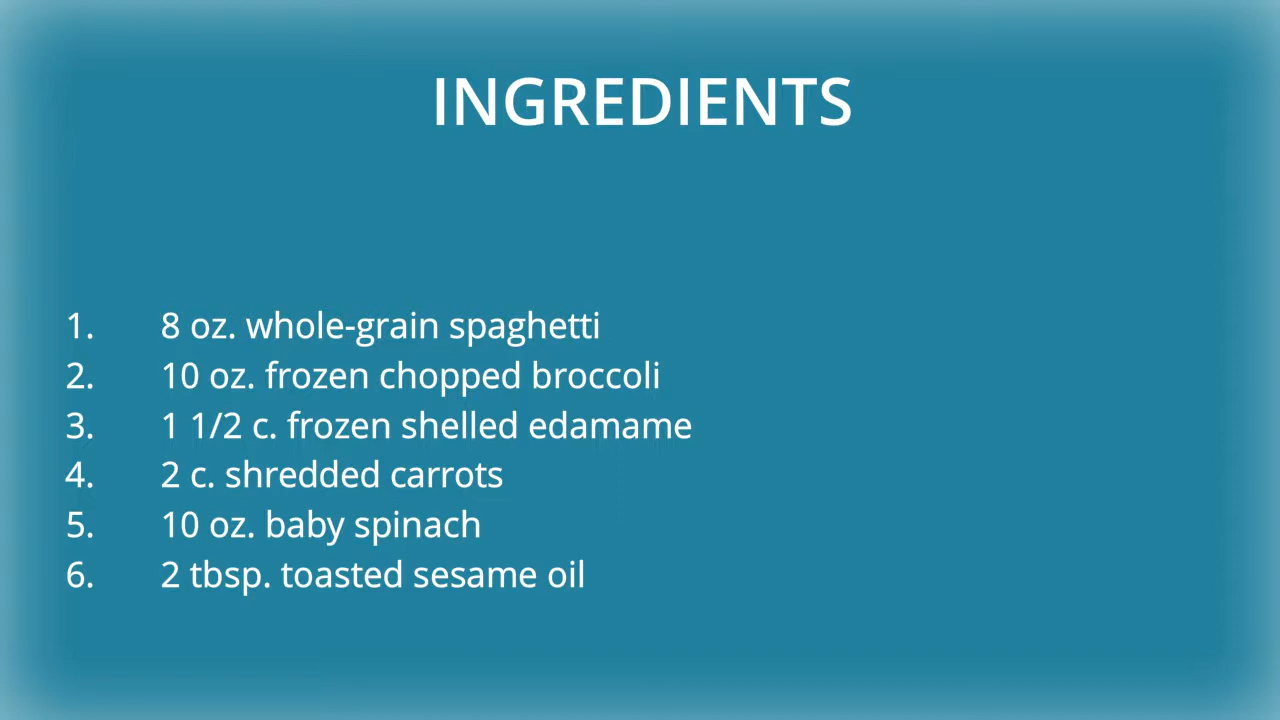 INGREDIENTS
1. 8 oz. whole-grain spaghetti
2. 10 oz. frozen chopped broccoli
3. 1 1/2 c. frozen shelled edamame
4. 2 c. shredded carrots
5. 10 oz. baby spinach
6. 2 tbsp. toasted sesame oil